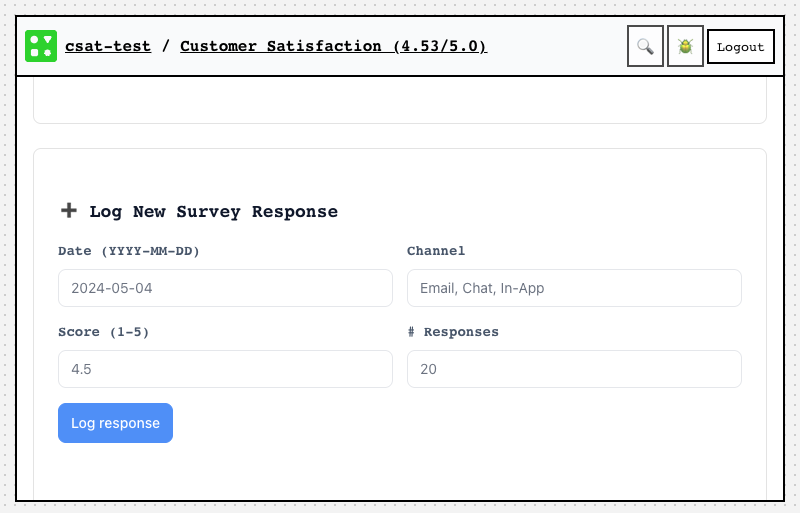 csat-test / Customer Satisfaction (4.53/5.0)
Logout
Log New Survey Response
Date (YYYY-MM-DD)
Channel
2024-05-04
Email, Chat, In-App
Score (1-5)
# Responses
4.5
20
Log response